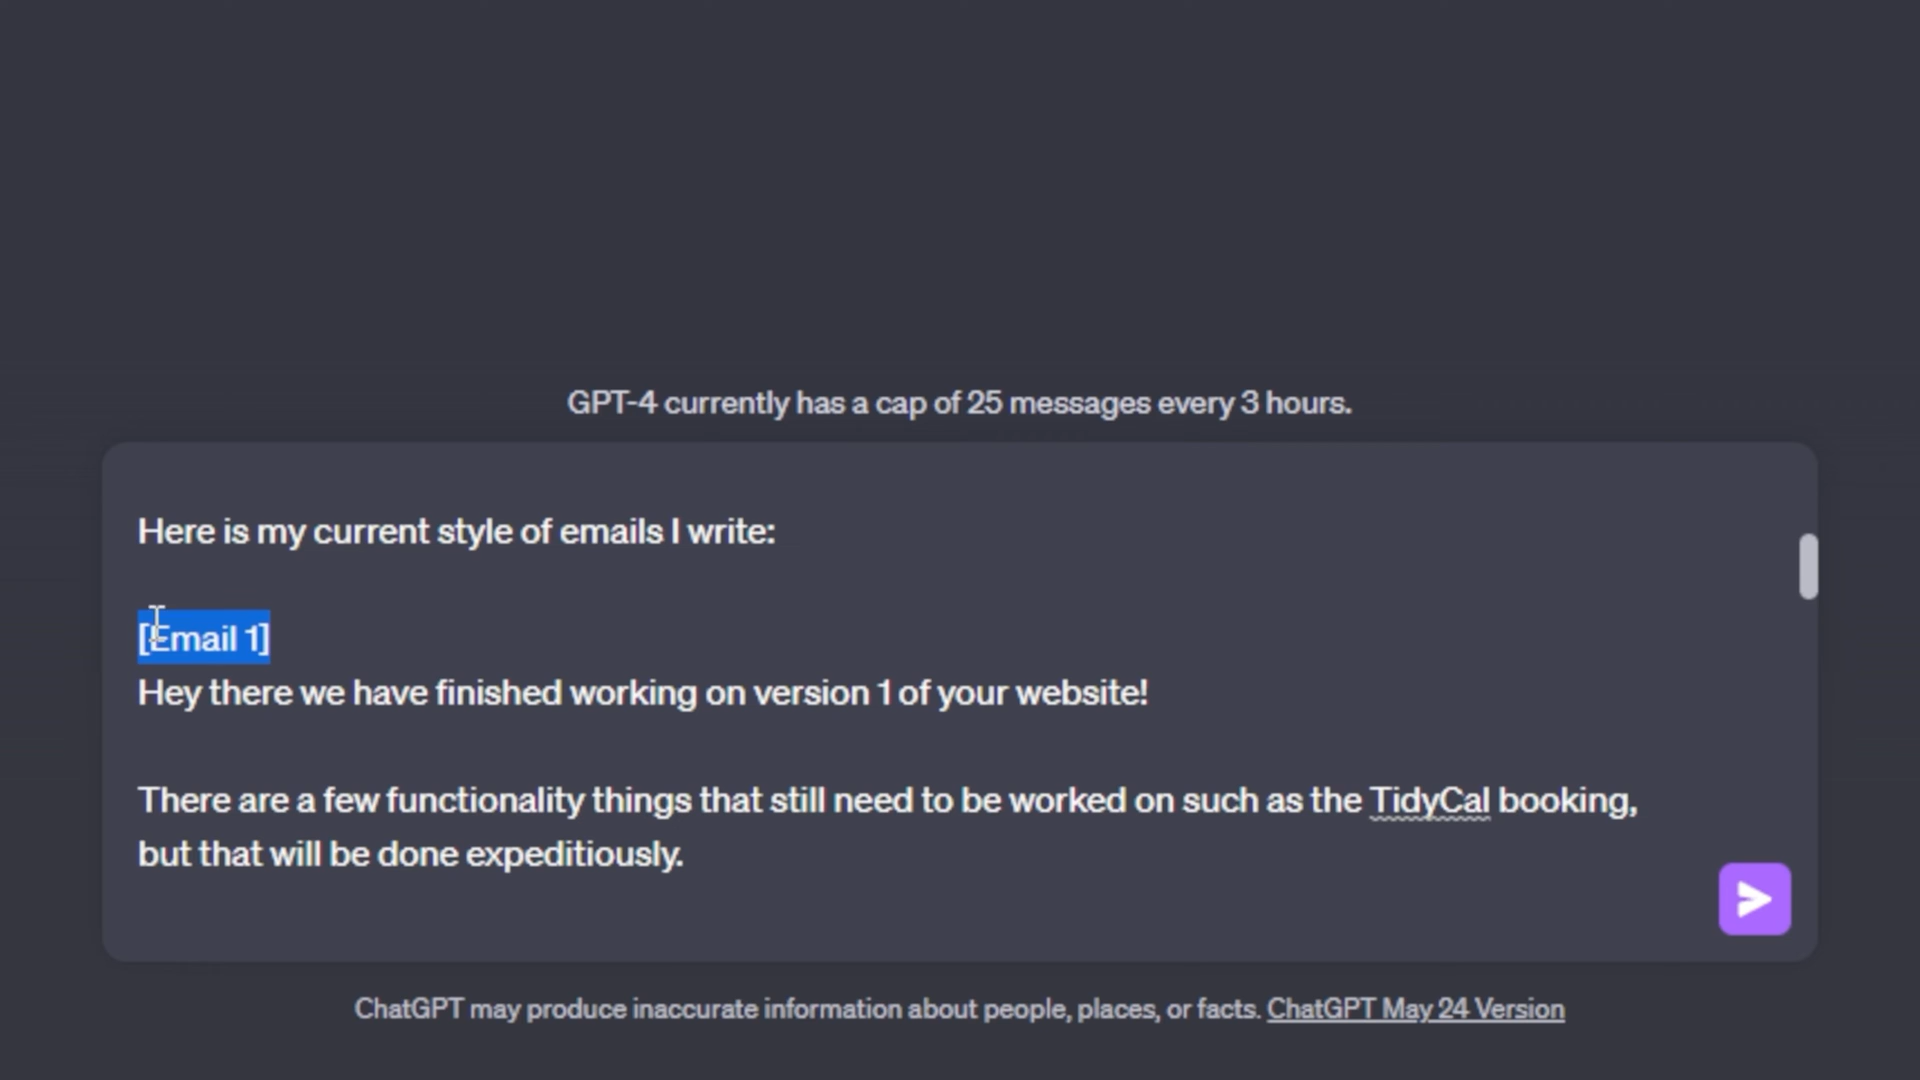 GPT-4 currently has a cap of 25 messages every 3 hours.
Here is my current style of emails I write:
[Email 1]
Hey there we have finished working on version 1 of your website!
There are a few functionality things that still need to be worked on such as the TidyCal booking,
but that will be done expeditiously.
ChatGPT may produce inaccurate information about people, places, or facts. ChatGPT May 24 Version